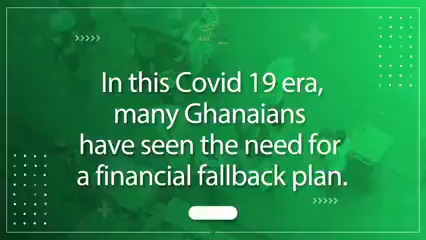 In this Covid 19 era,
many Ghanaians
have seen the need for
a financial fallback plan.